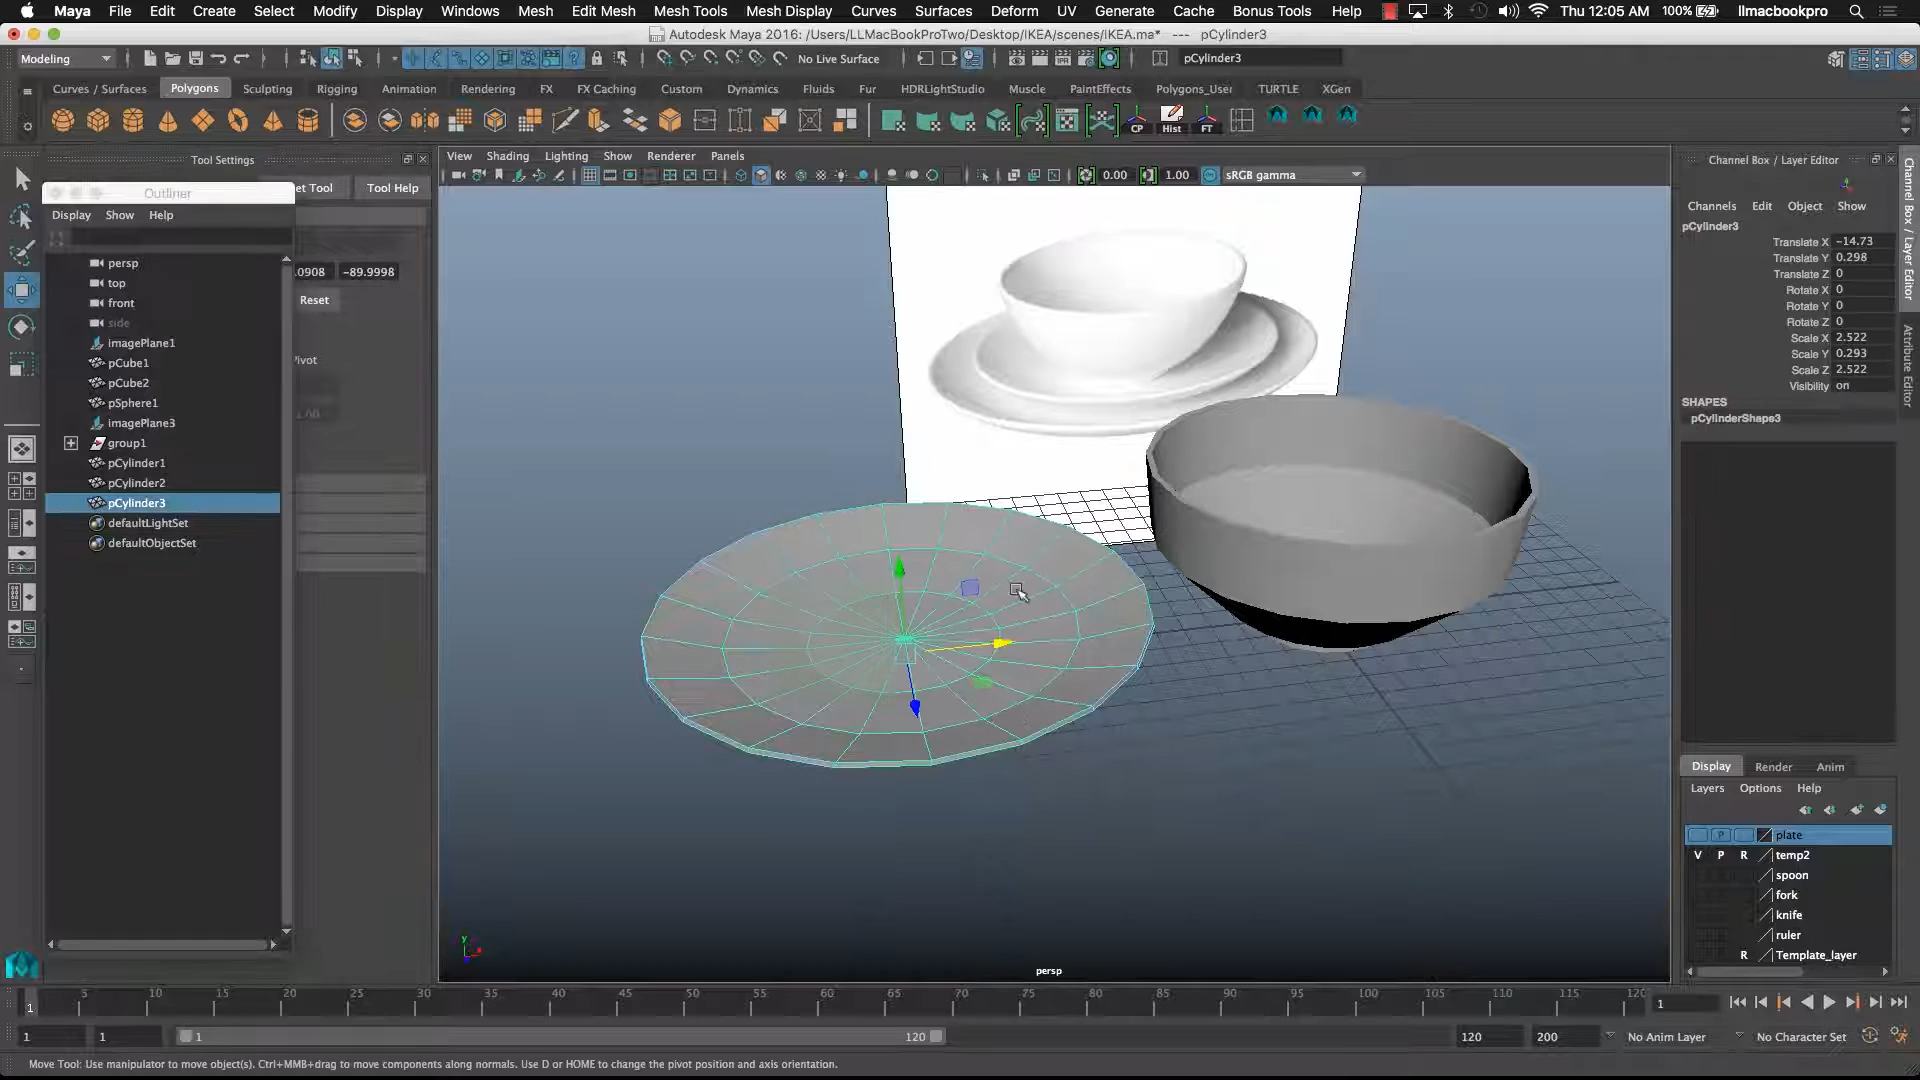 Maya File Edit Create Select Modify Display Windows Mesh Edit Mesh Mesh Tools Mesh Display Curves Surfaces Deform UV Generate Cache Bonus Tools Help Thu 12:05 AM 100% llmacbookpro
Autodesk Maya 2016: /Users/LLMacBookProTwo/Desktop/IKEA/scenes/IKEA.ma* --- pCylinder3
Modeling No Live Surface pCylinder3
Curves / Surfaces Polygons Sculpting Rigging Animation Rendering FX FX Caching Custom Dynamics Fluids Fur HDRLightStudio Muscle PaintEffects Polygons_User TURTLE XGen
CP Hist FT
Tool Settings
View Shading Lighting Show Renderer Panels
Channel Box / Layer Editor
0.00 1.00 sRGB gamma
et Tool Tool Help
Outliner
Display Show Help
.0908 -89.9998
Reset
ivot
persp
top
front
side
imagePlane1
pCube1
pCube2
pSphere1
imagePlane3
group1
pCylinder1
pCylinder2
pCylinder3
defaultLightSet
defaultObjectSet
y
persp
Channels Edit Object Show
pCylinder3
Translate X -14.73
Translate Y 0.298
Translate Z 0
Rotate X 0
Rotate Y 0
Rotate Z 0
Scale X 2.522
Scale Y 0.293
Scale Z 2.522
Visibility on
SHAPES
pCylinderShape3
Channel Box / Layer Editor
Attribute Editor
Display Render Anim
Layers Options Help
P plate
V P R temp2
spoon
fork
knife
ruler
R Template_layer
1 5 10 15 20 25 30 35 40 45 50 55 60 65 70 75 80 85 90 95 100 105 110 115 120 1
1 1 1 120 120 200 No Anim Layer No Character Set
Move Tool: Use manipulator to move object(s). Ctrl+MMB+drag to move components along normals. Use D or HOME to change the pivot position and axis orientation.